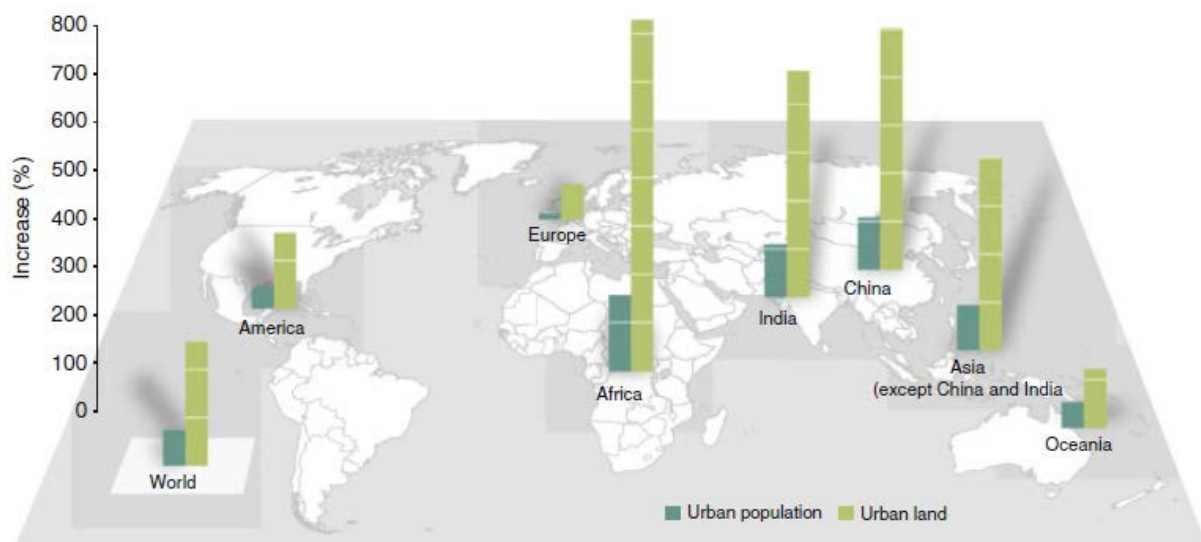 800
700
600
500
400
300
200
100
0
Increase (%)
Europe
America
Africa
India
China
Asia
(except China and India
Oceania
World
Urban population
Urban land